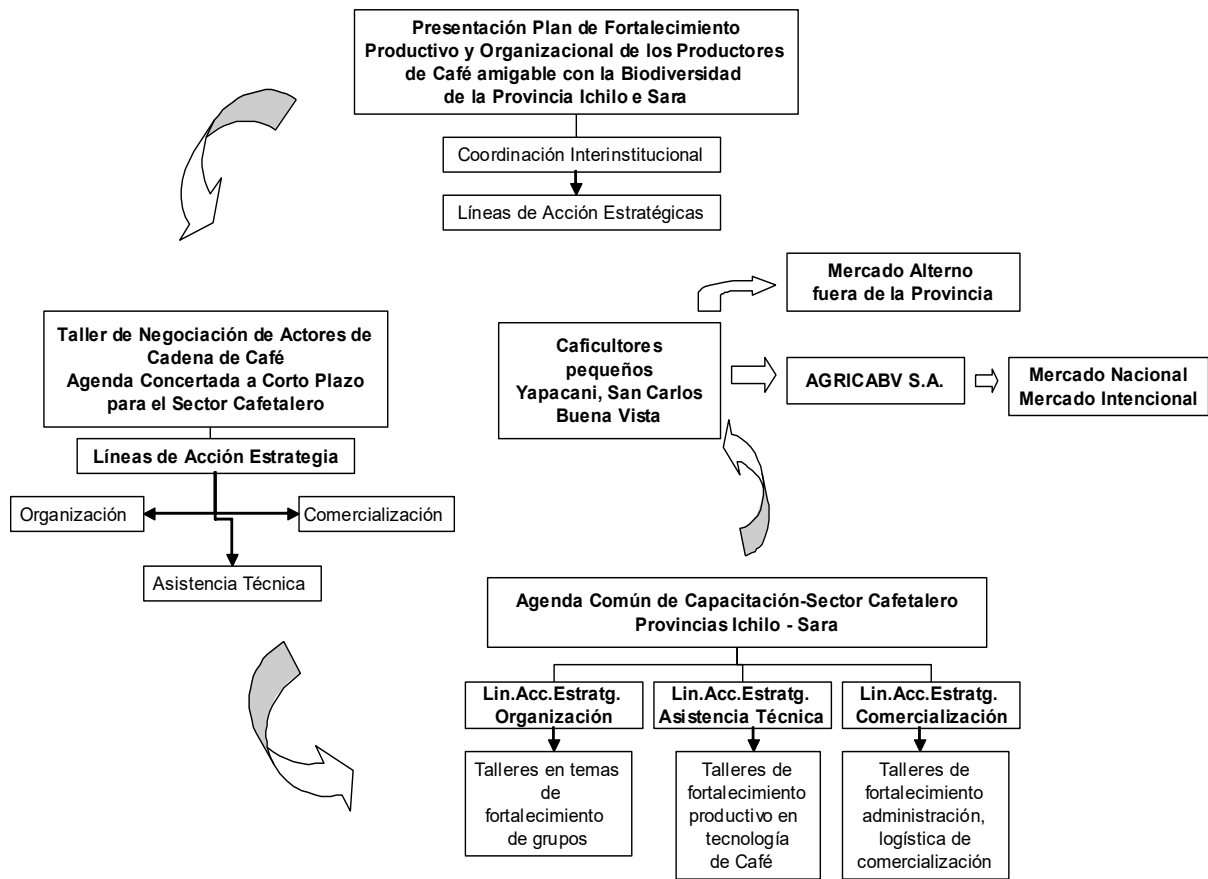 Presentación Plan de Fortalecimiento
Productivo y Organizacional de los Productores
de Café amigable con la Biodiversidad
de la Provincia Ichilo e Sara
Coordinación Interinstitucional
Líneas de Acción Estratégicas
Mercado Alterno
fuera de la Provincia
Taller de Negociación de Actores de
Cadena de Café
Agenda Concertada a Corto Plazo
para el Sector Cafetalero
Líneas de Acción Estrategia
Organización
Comercialización
Asistencia Técnica
Caficultores
pequeños
Yapacani, San Carlos
Buena Vista
AGRICABV S.A.
Mercado Nacional
Mercado Intencional
Agenda Común de Capacitación-Sector Cafetalero
Provincias Ichilo - Sara
Lin.Acc.Estratg.
Organización
Lin.Acc.Estratg.
Asistencia Técnica
Lin.Acc.Estratg.
Comercialización
Talleres en temas
de
fortalecimiento
de grupos
Talleres de
fortalecimiento
productivo en
tecnología
de Café
Talleres de
fortalecimiento
administración,
logística de
comercialización